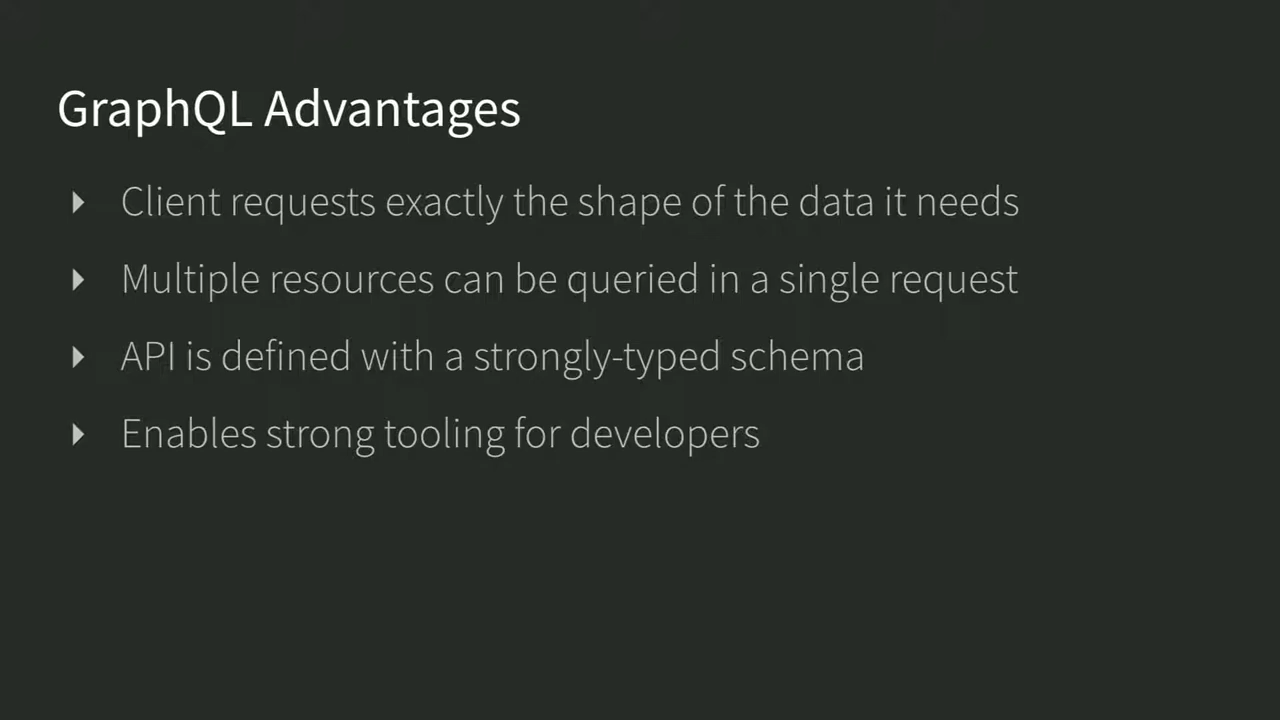 GraphQL Advantages
Client requests exactly the shape of the data it needs
Multiple resources can be queried in a single request
API is defined with a strongly-typed schema
Enables strong tooling for developers